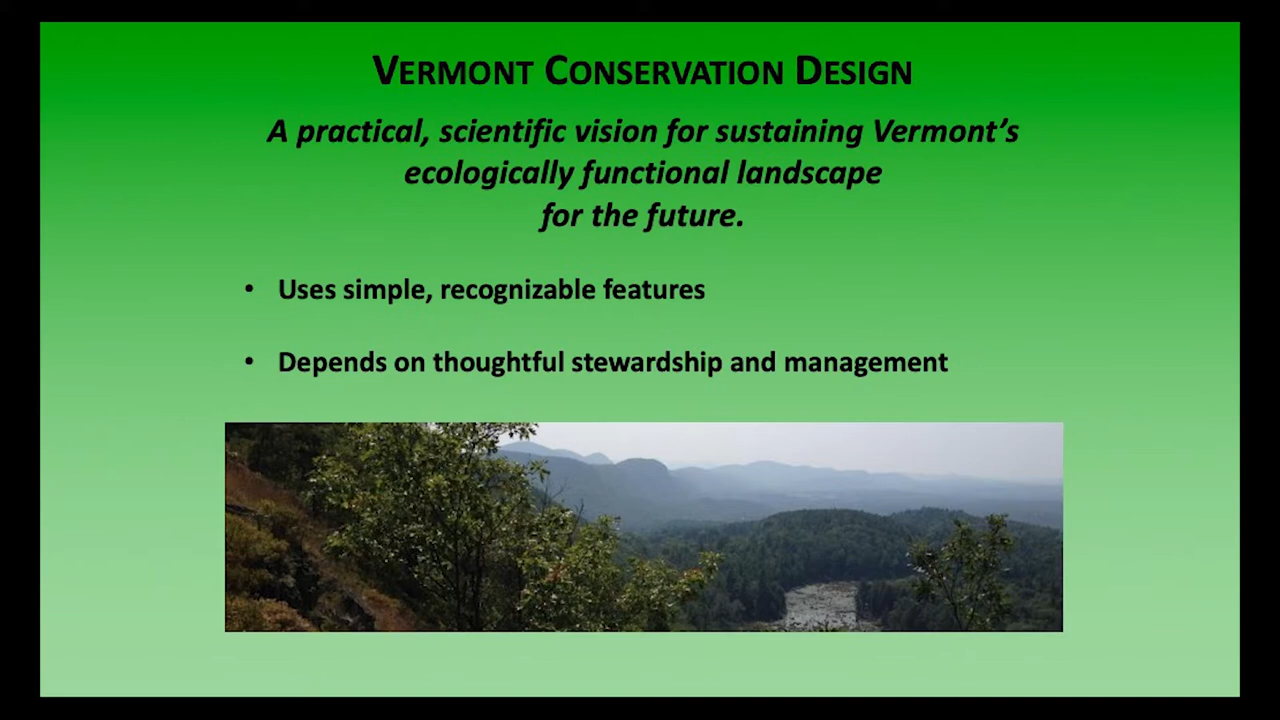 VERMONT CONSERVATION DESIGN
A practical, scientific vision for sustaining Vermont’s
ecologically functional landscape
for the future.
• Uses simple, recognizable features
• Depends on thoughtful stewardship and management